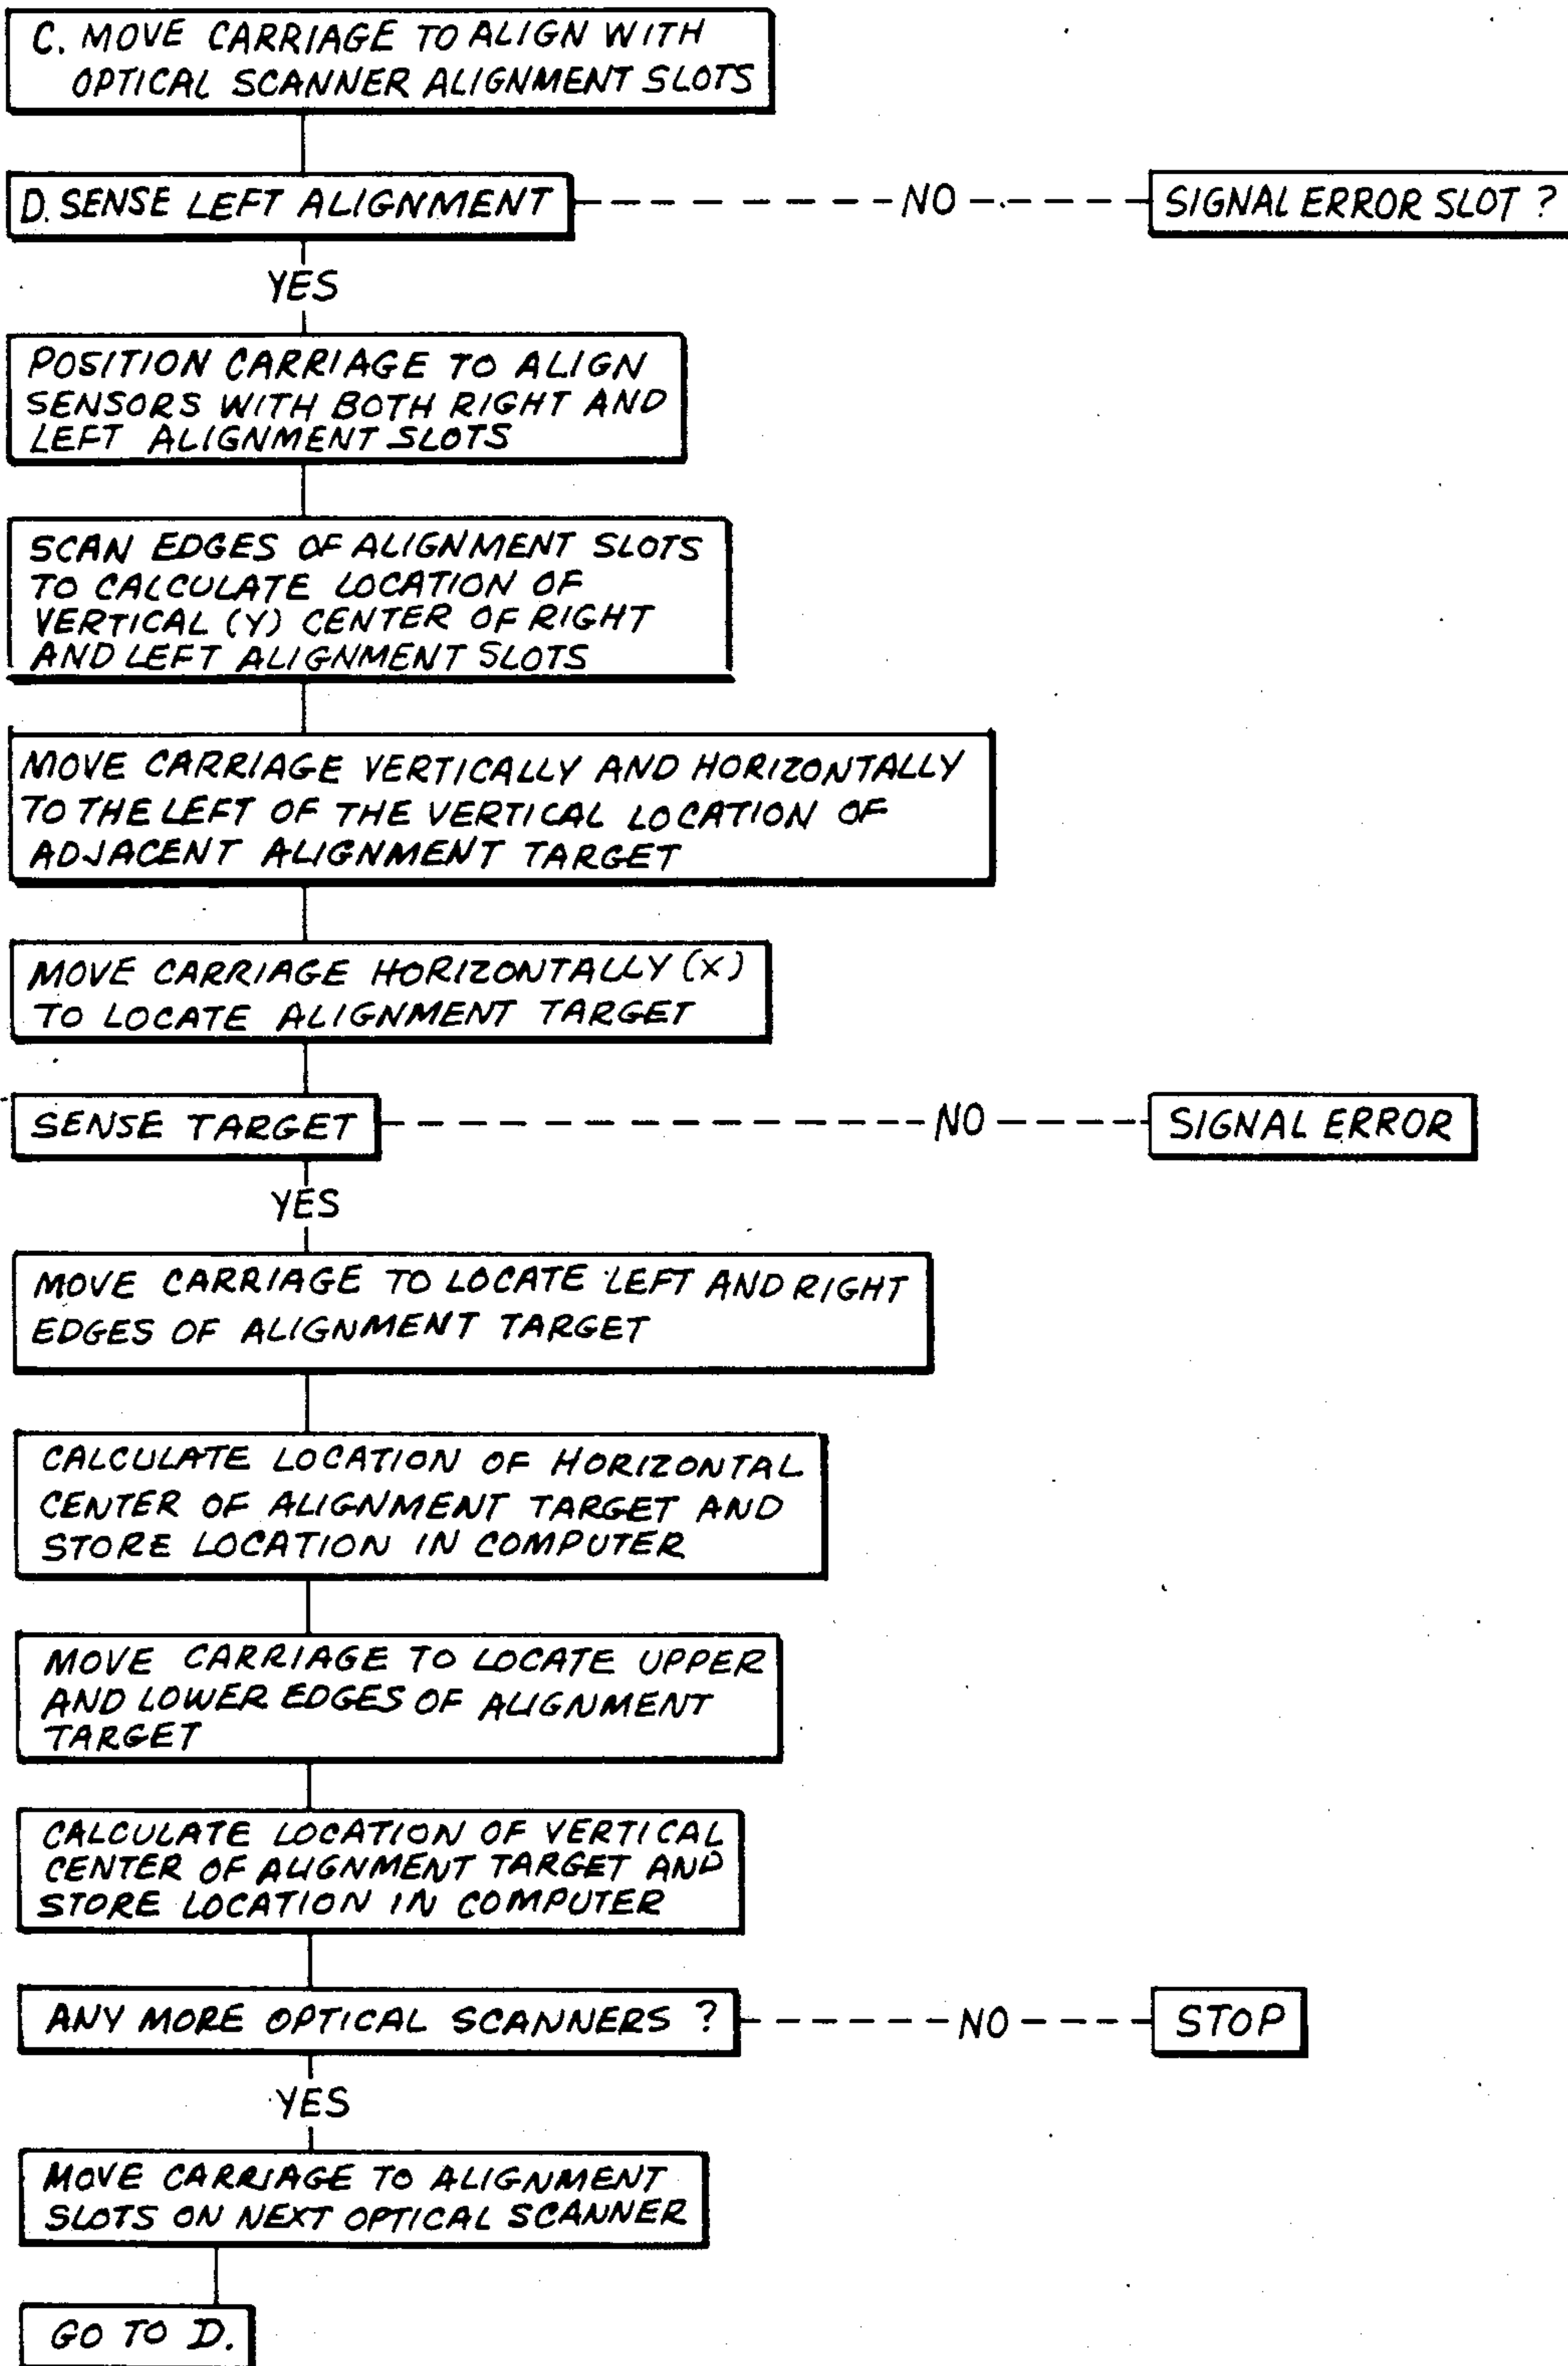 C. MOVE CARRIAGE TO ALIGN WITH
OPTICAL SCANNER ALIGNMENT SLOTS
D. SENSE LEFT ALIGNMENT
NO
SIGNAL ERROR SLOT ?
YES
POSITION CARRIAGE TO ALIGN
SENSORS WITH BOTH RIGHT AND
LEFT ALIGNMENT SLOTS
SCAN EDGES OF ALIGNMENT SLOTS
TO CALCULATE LOCATION OF
VERTICAL (Y) CENTER OF RIGHT
AND LEFT ALIGNMENT SLOTS
MOVE CARRIAGE VERTICALLY AND HORIZONTALLY
TO THE LEFT OF THE VERTICAL LOCATION OF
ADJACENT ALIGNMENT TARGET
MOVE CARRIAGE HORIZONTALLY (X)
TO LOCATE ALIGNMENT TARGET
SENSE TARGET
NO
SIGNAL ERROR
YES
MOVE CARRIAGE TO LOCATE LEFT AND RIGHT
EDGES OF ALIGNMENT TARGET
CALCULATE LOCATION OF HORIZONTAL
CENTER OF ALIGNMENT TARGET AND
STORE LOCATION IN COMPUTER
MOVE CARRIAGE TO LOCATE UPPER
AND LOWER EDGES OF ALIGNMENT
TARGET
CALCULATE LOCATION OF VERTICAL
CENTER OF ALIGNMENT TARGET AND
STORE LOCATION IN COMPUTER
ANY MORE OPTICAL SCANNERS ?
NO
STOP
YES
MOVE CARRIAGE TO ALIGNMENT
SLOTS ON NEXT OPTICAL SCANNER
GO TO D.